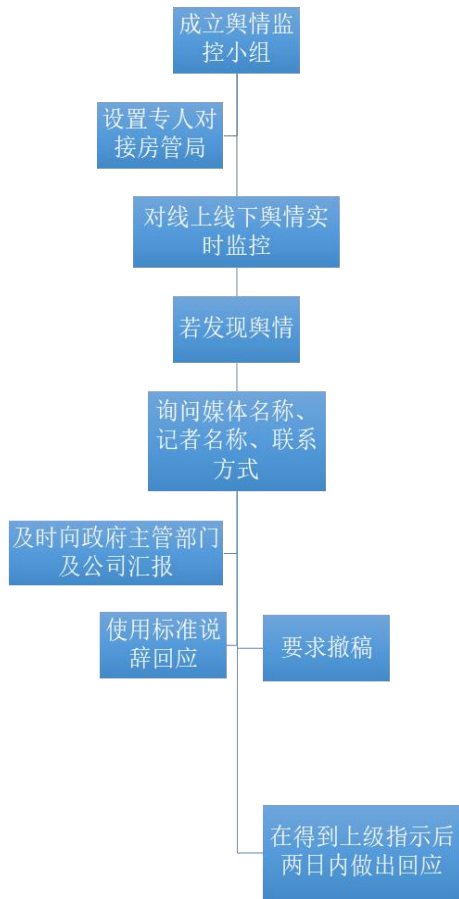 成立舆情监
控小组
设置专人对
接房管局
对线上线下舆情实
时监控
若发现舆情
询问媒体名称、
记者名称、联系
方式
及时向政府主管部门
及公司汇报
使用标准说
辞回应
要求撤稿
在得到上级指示后
两日内做出回应